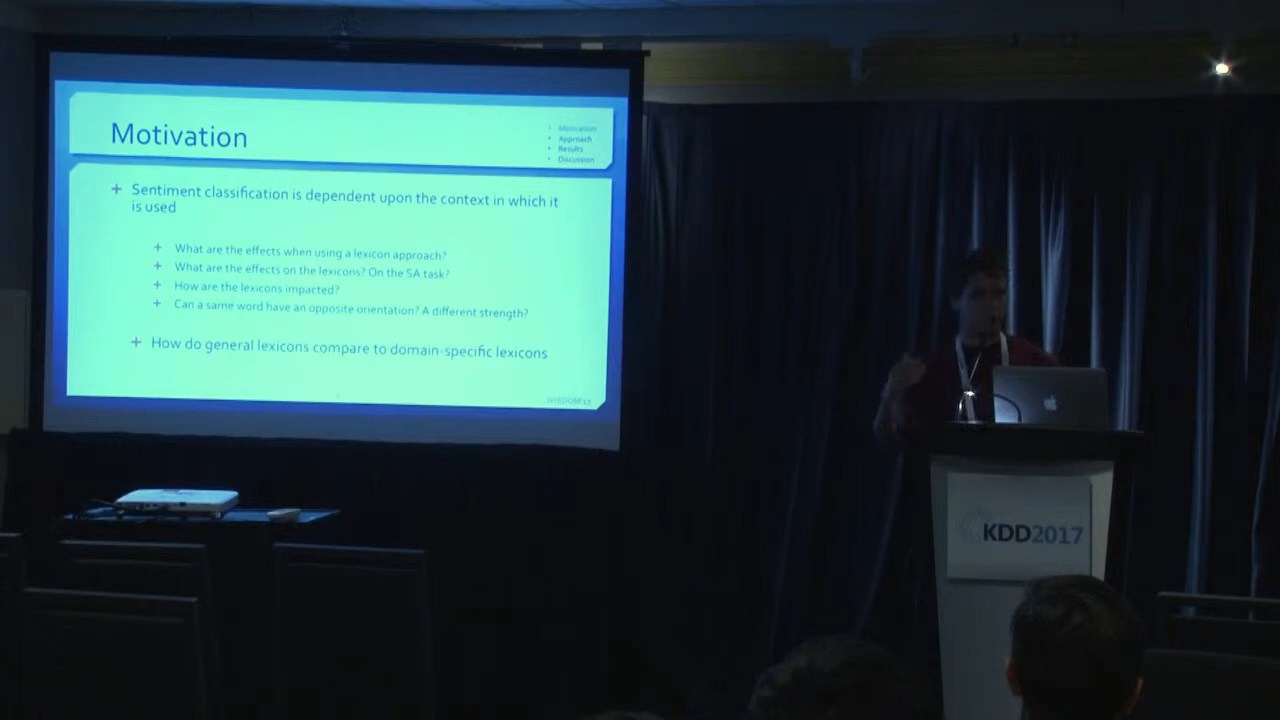 Motivation
• Motivation
• Approach
• Results
• Discussion
+ Sentiment classification is dependent upon the context in which it
is used
+ What are the effects when using a lexicon approach?
+ What are the effects on the lexicons? On the SA task?
+ How are the lexicons impacted?
+ Can a same word have an opposite orientation? A different strength?
+ How do general lexicons compare to domain-specific lexicons
WISDOM'17
KDD2017